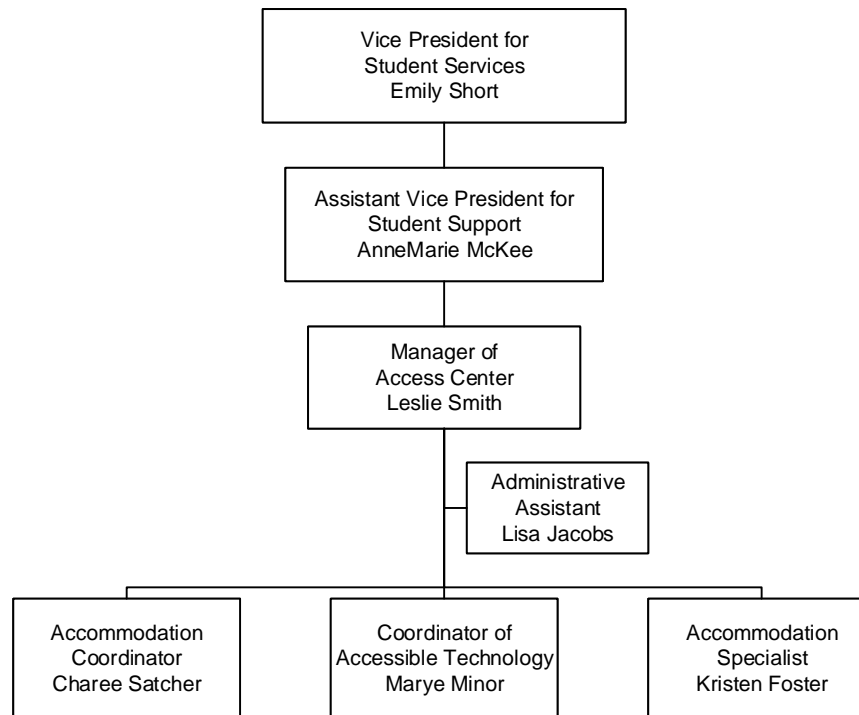 Vice President for
Student Services
Emily Short
Assistant Vice President for
Student Support
AnneMarie McKee
Manager of
Access Center
Leslie Smith
Administrative
Assistant
Lisa Jacobs
Accommodation
Coordinator
Charee Satcher
Coordinator of
Accessible Technology
Marye Minor
Accommodation
Specialist
Kristen Foster